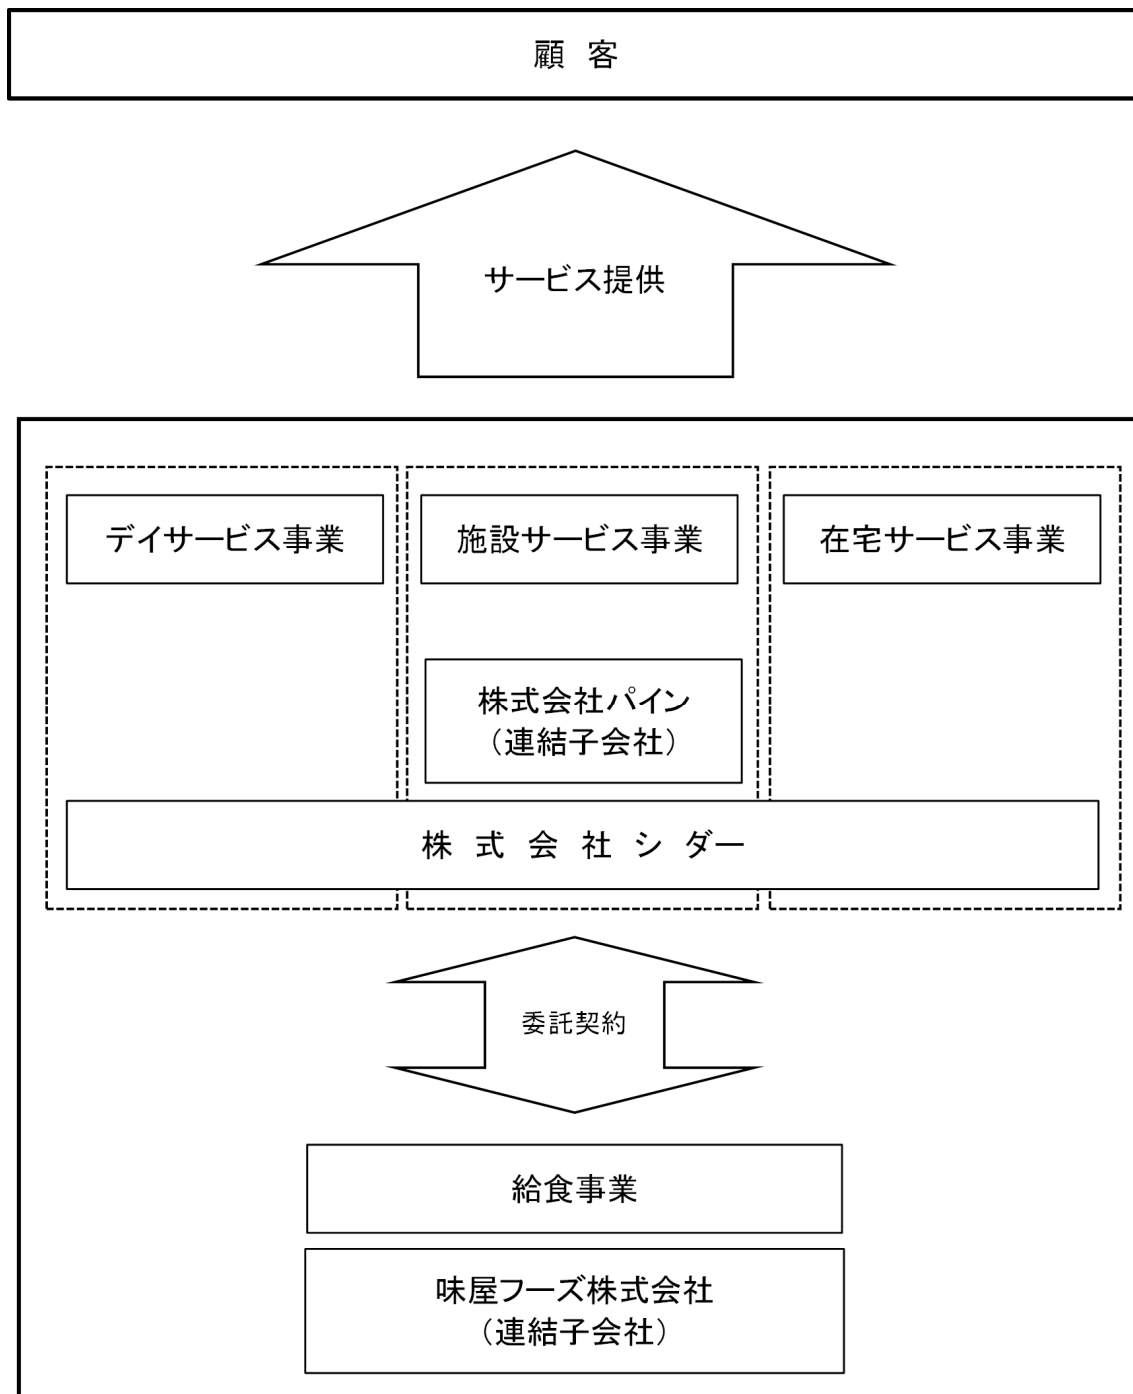 顧 客
サービス提供
デイサービス事業
施設サービス事業
在宅サービス事業
株式会社パイン
（連結子会社）
株 式 会 社 シ ダー
委託契約
給食事業
味屋フーズ株式会社
（連結子会社）